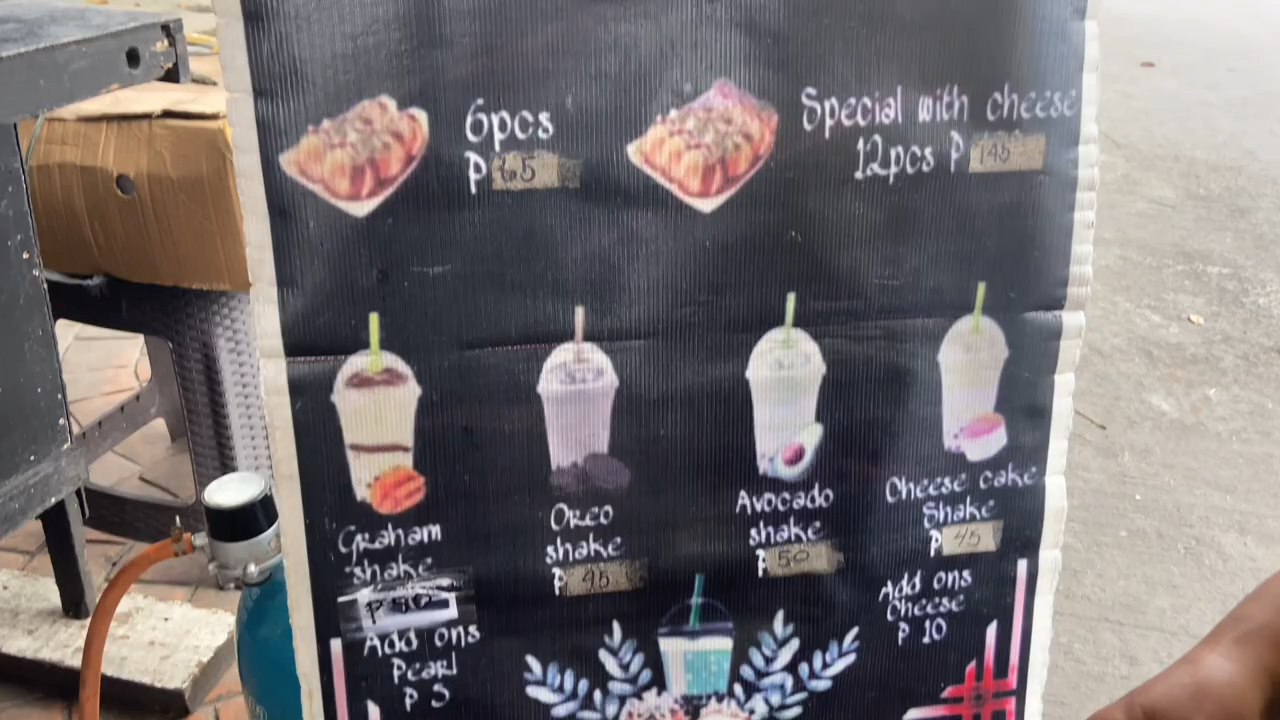 6pcs
P 65
Special with cheese
12pcs P 145
Graham
shake
Oreo
shake
P 45
Avocado
shake
P 50
Cheese cake
Shake
P 45
Add ons
Pearl
P 5
Add ons
Cheese
P 10